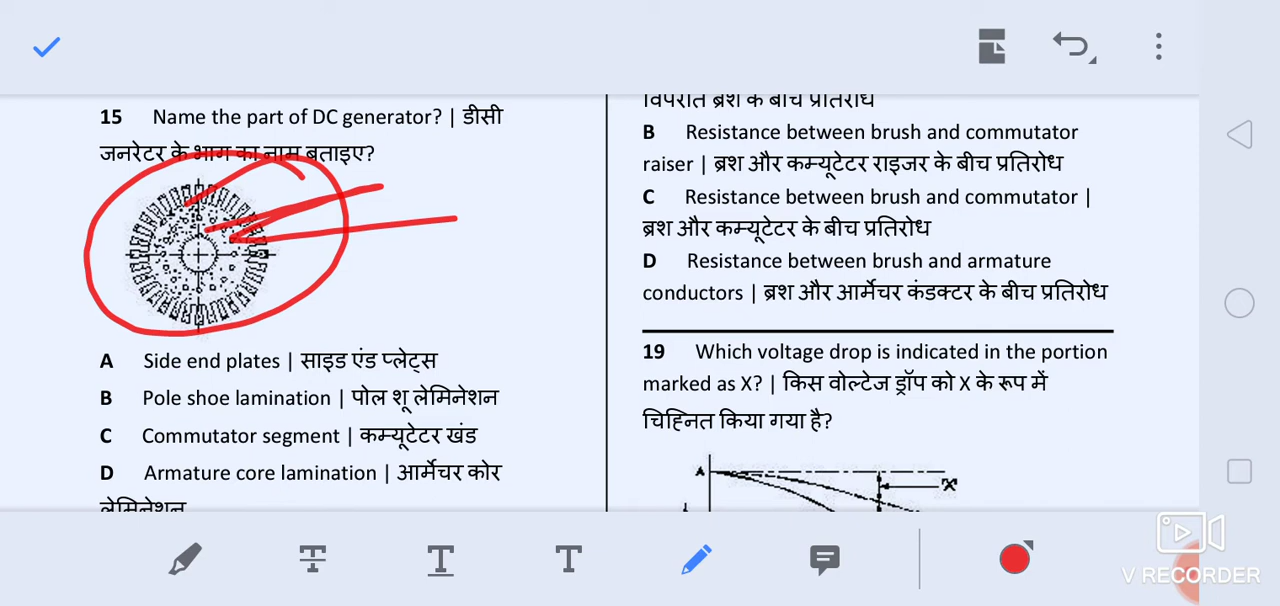 15 Name the part of DC generator? | डीसी
जनरेटर के भाग का नाम बताइए?
A Side end plates | साइड एंड प्लेट्स
B Pole shoe lamination | पोल शू लेमिनेशन
C Commutator segment | कम्यूटेटर खंड
D Armature core lamination | आर्मेचर कोर
लेमिनेशन
विपरीत ब्रश के बीच प्रतिरोध
B Resistance between brush and commutator
raiser | ब्रश और कम्यूटेटर राइजर के बीच प्रतिरोध
C Resistance between brush and commutator |
ब्रश और कम्यूटेटर के बीच प्रतिरोध
D Resistance between brush and armature
conductors | ब्रश और आर्मेचर कंडक्टर के बीच प्रतिरोध
19 Which voltage drop is indicated in the portion
marked as X? | किस वोल्टेज ड्रॉप को X के रूप में
चिह्नित किया गया है?
A
'X'
T T T
V RECORDER